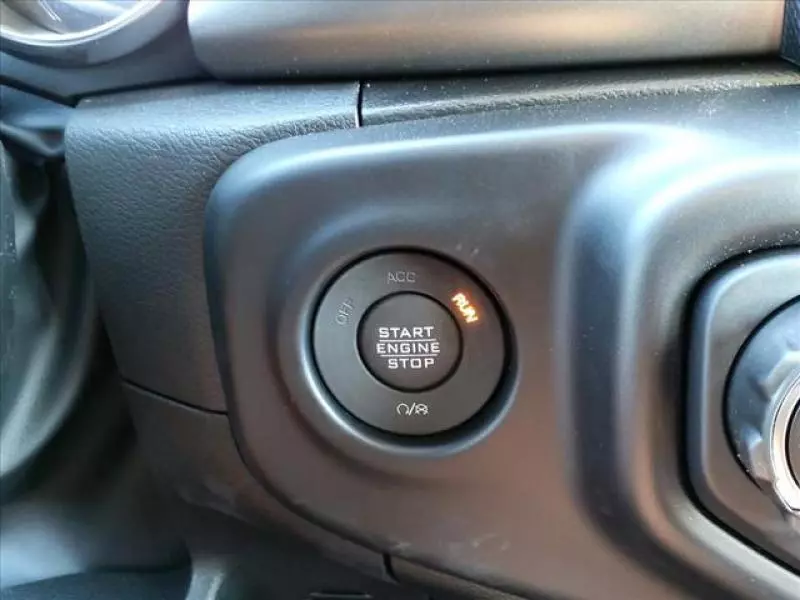 ACC
OFF
RUN
START
ENGINE
STOP